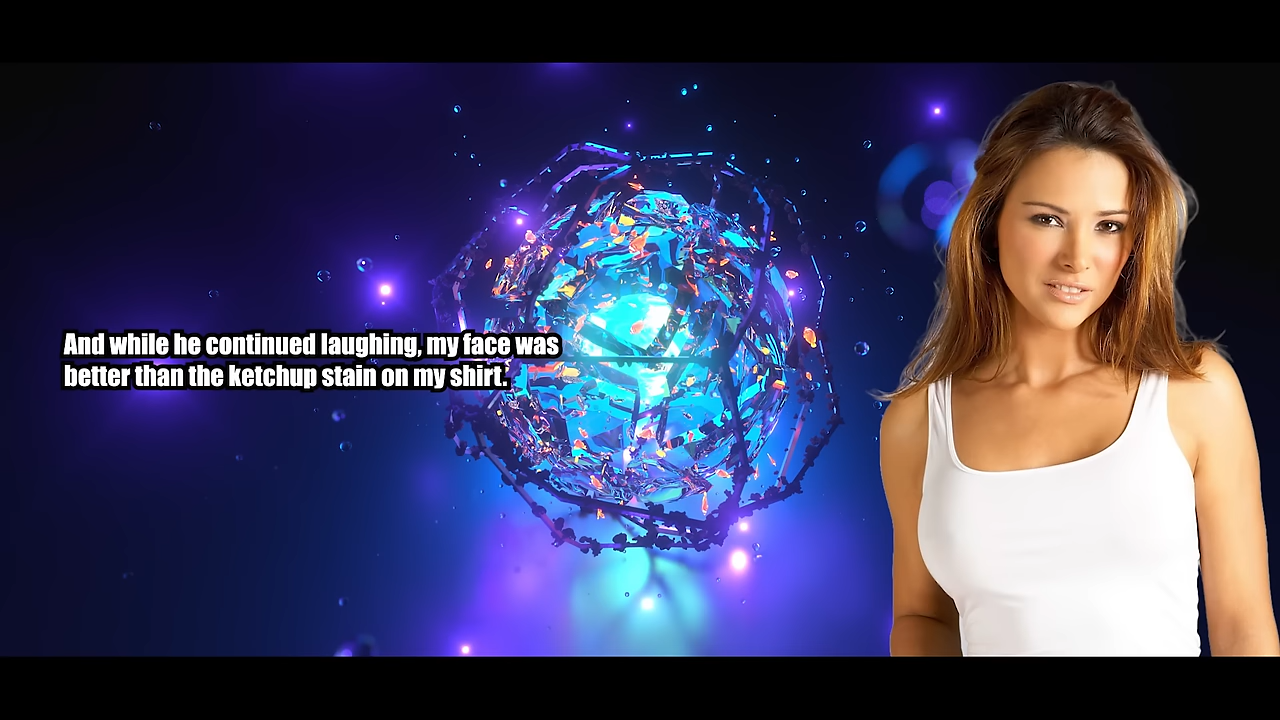 And while he continued laughing, my face was
better than the ketchup stain on my shirt.